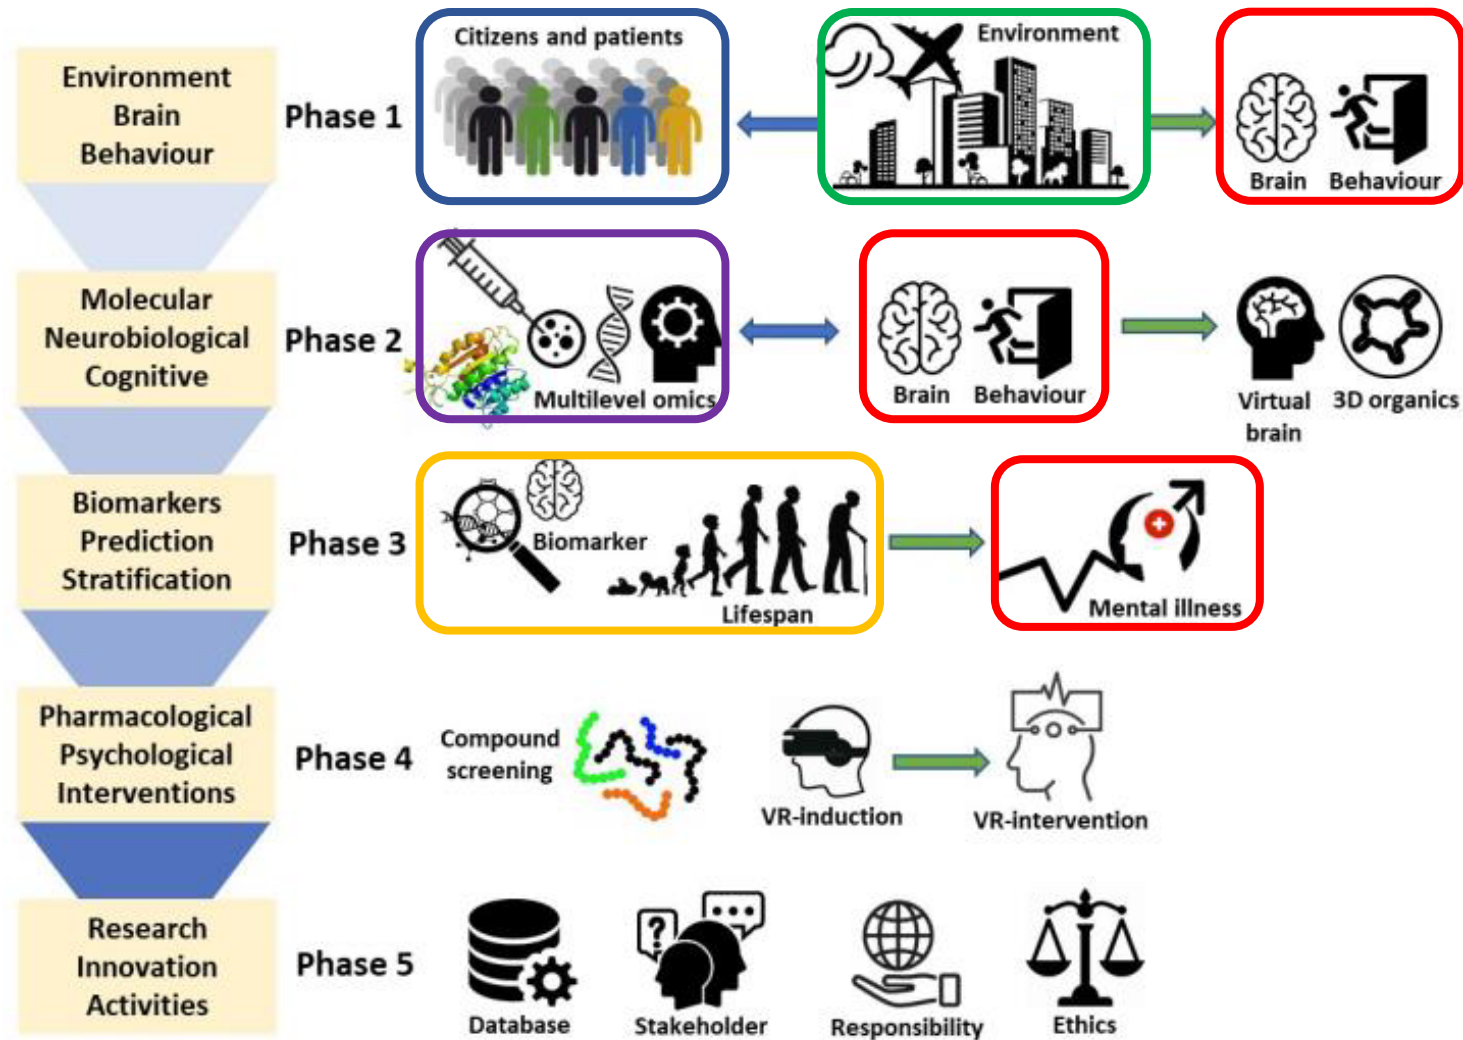 Environment
Brain
Behaviour
Phase 1
Citizens and patients
Environment
Brain
Behaviour
Molecular
Neurobiological
Cognitive
Phase 2
Multilevel omics
Brain
Behaviour
Virtual
brain
3D organics
Biomarkers
Prediction
Stratification
Phase 3
Biomarker
Lifespan
Mental illness
Pharmacological
Psychological
Interventions
Phase 4
Compound
screening
VR-induction
VR-intervention
Research
Innovation
Activities
Phase 5
Database
Stakeholder
Responsibility
Ethics